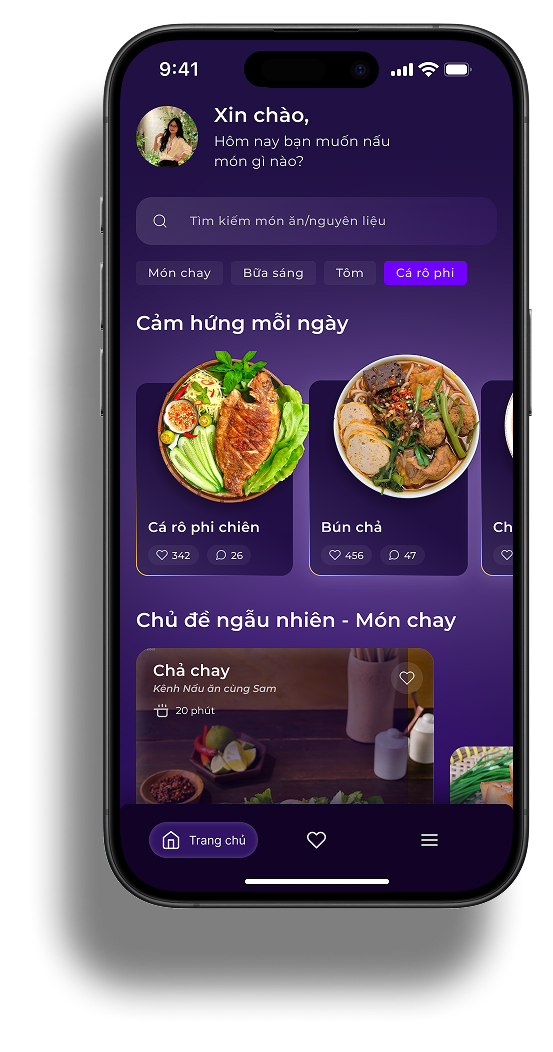 9:41
Xin chào,
Hôm nay bạn muốn nấu
món gì nào?
Tìm kiếm món ăn/nguyên liệu
Món chay
Bữa sáng
Tôm
Cá rô phi
Cảm hứng mỗi ngày
Cá rô phi chiên
342
26
Bún chả
456
47
Ch
Chủ đề ngẫu nhiên - Món chay
Chả chay
Kênh Nấu ăn cùng Sam
20 phút
Trang chủ